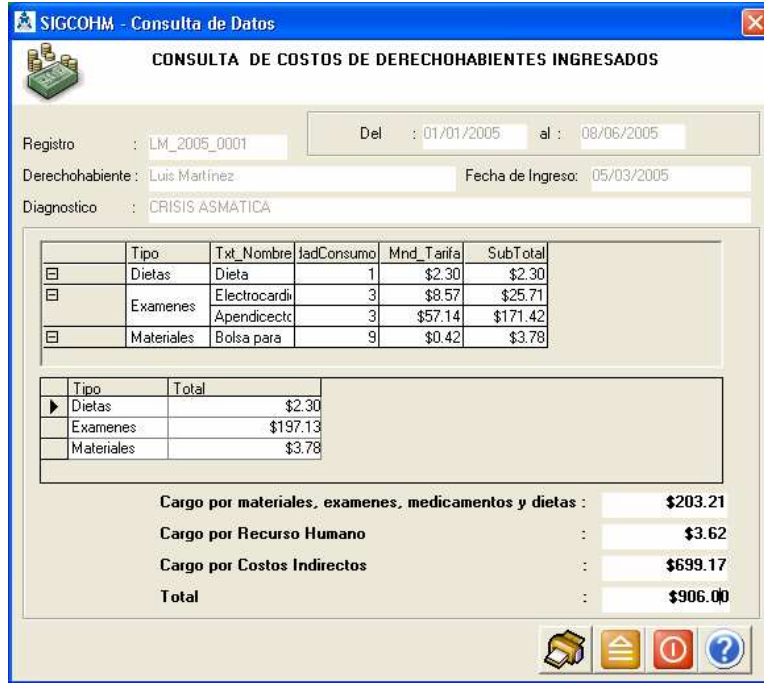 SIGCOHM - Consulta de Datos
CONSULTA DE COSTOS DE DERECHOHABIENTES INGRESADOS
Del : 01/01/2005 al : 08/06/2005
Registro : LM_2005_0001
Derechohabiente : Luis Martínez Fecha de Ingreso: 05/03/2005
Diagnostico : CRISIS ASMATICA
Tipo Txt_Nombre dadConsumo Mnd_Tarifa SubTotal
Dietas Dieta 1 $2.30 $2.30
Examenes Electrocardi 3 $8.57 $25.71
Apendicecto 3 $57.14 $171.42
Materiales Bolsa para 9 $0.42 $3.78
Tipo Total
Dietas $2.30
Examenes $197.13
Materiales $3.78
Cargo por materiales, examenes, medicamentos y dietas : $203.21
Cargo por Recurso Humano : $3.62
Cargo por Costos Indirectos : $699.17
Total : $906.00